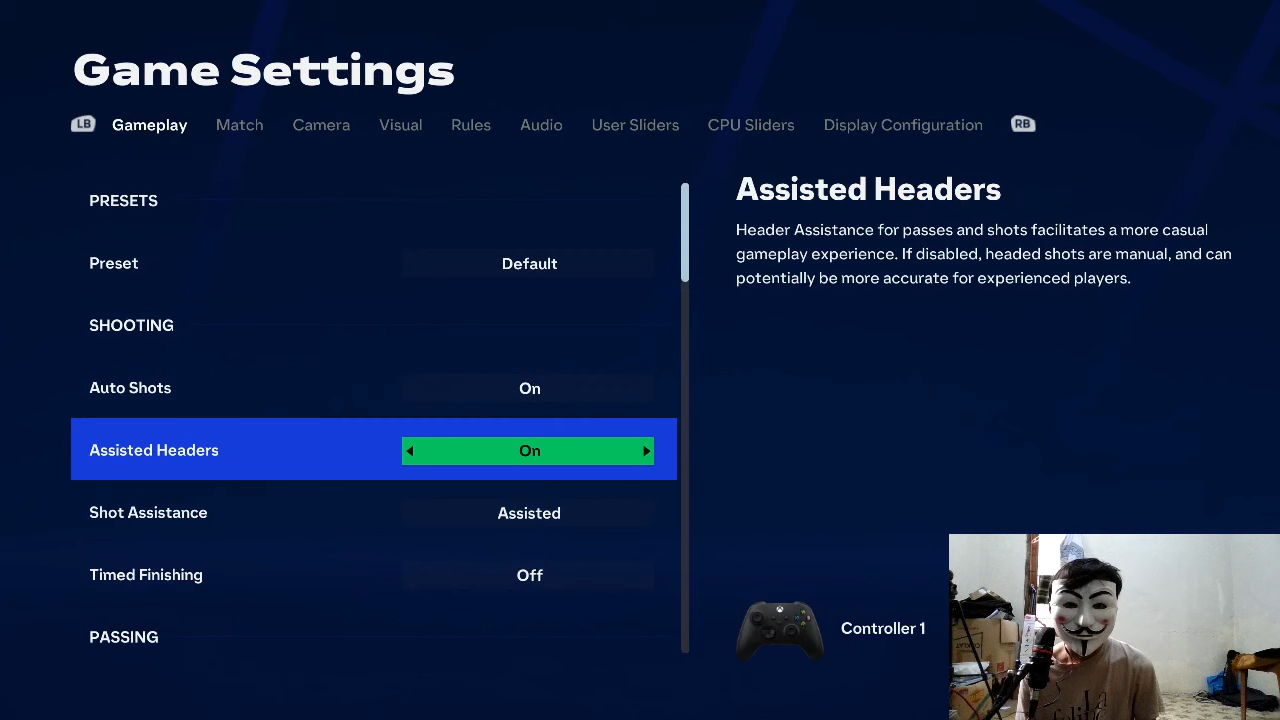 Game Settings
LB Gameplay Match Camera Visual Rules Audio User Sliders CPU Sliders Display Configuration RB
PRESETS
Preset Default
SHOOTING
Auto Shots On
Assisted Headers On
Shot Assistance Assisted
Timed Finishing Off
PASSING
Assisted Headers
Header Assistance for passes and shots facilitates a more casual
gameplay experience. If disabled, headed shots are manual, and can
potentially be more accurate for experienced players.
Controller 1